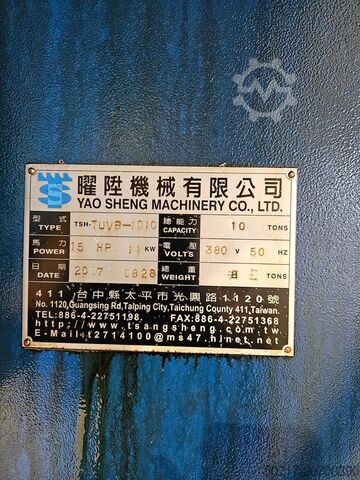 曜陞機械有限公司
YAO SHENG MACHINERY CO., LTD.
型式 TYPE TSH-TUVB-1010 總能力 CAPACITY 10 TONS
馬力 POWER 15 HP 11 KW 電壓 VOLTS 380 V 50 HZ
日期 DATE 0828 總重 WEIGHT TONS
411 台中縣太平市光興路1120號
No. 1120,Guangsing Rd,Taiping City,Taichung County 411,Taiwan.
TEL:886-4-22751198. FAX:886-4-22751368
http://www.tsangsheng.com.tw
E-Mail:t2714100@ms47.hinet.net